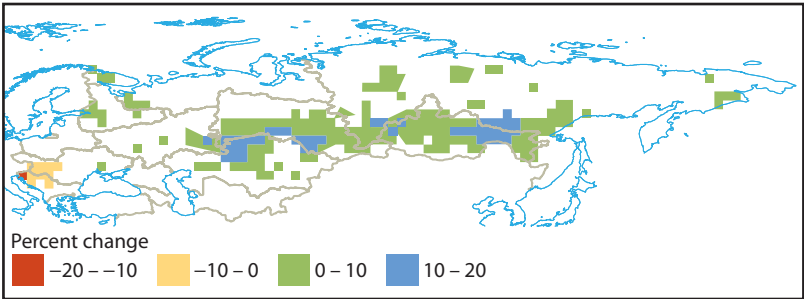 Percent change
−20 – −10 −10 – 0 0 – 10 10 – 20